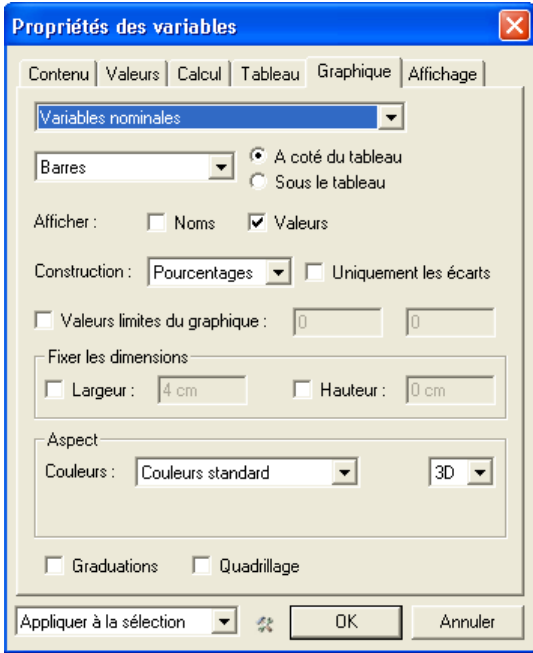 Propriétés des variables
Contenu Valeurs Calcul Tableau Graphique Affichage
Variables nominales
Barres
A coté du tableau
Sous le tableau
Afficher : Noms Valeurs
Construction : Pourcentages Uniquement les écarts
Valeurs limites du graphique : 0 0
Fixer les dimensions
Largeur : 4 cm Hauteur : 0 cm
Aspect
Couleurs : Couleurs standard 3D
Graduations Quadrillage
Appliquer à la sélection OK Annuler